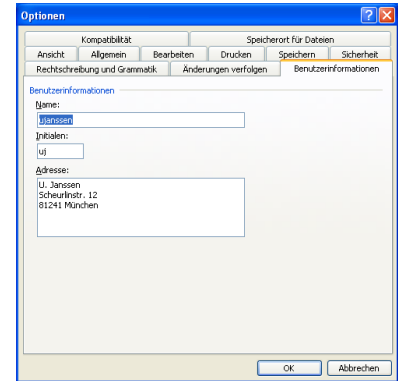 Optionen
Kompatibilität Speicherort für Dateien
Ansicht Allgemein Bearbeiten Drucken Speichern Sicherheit
Rechtschreibung und Grammatik Änderungen verfolgen Benutzerinformationen
Benutzerinformationen
Name:
ujanssen
Initialen:
uj
Adresse:
U. Janssen
Scheurlinstr. 12
81241 München
OK Abbrechen